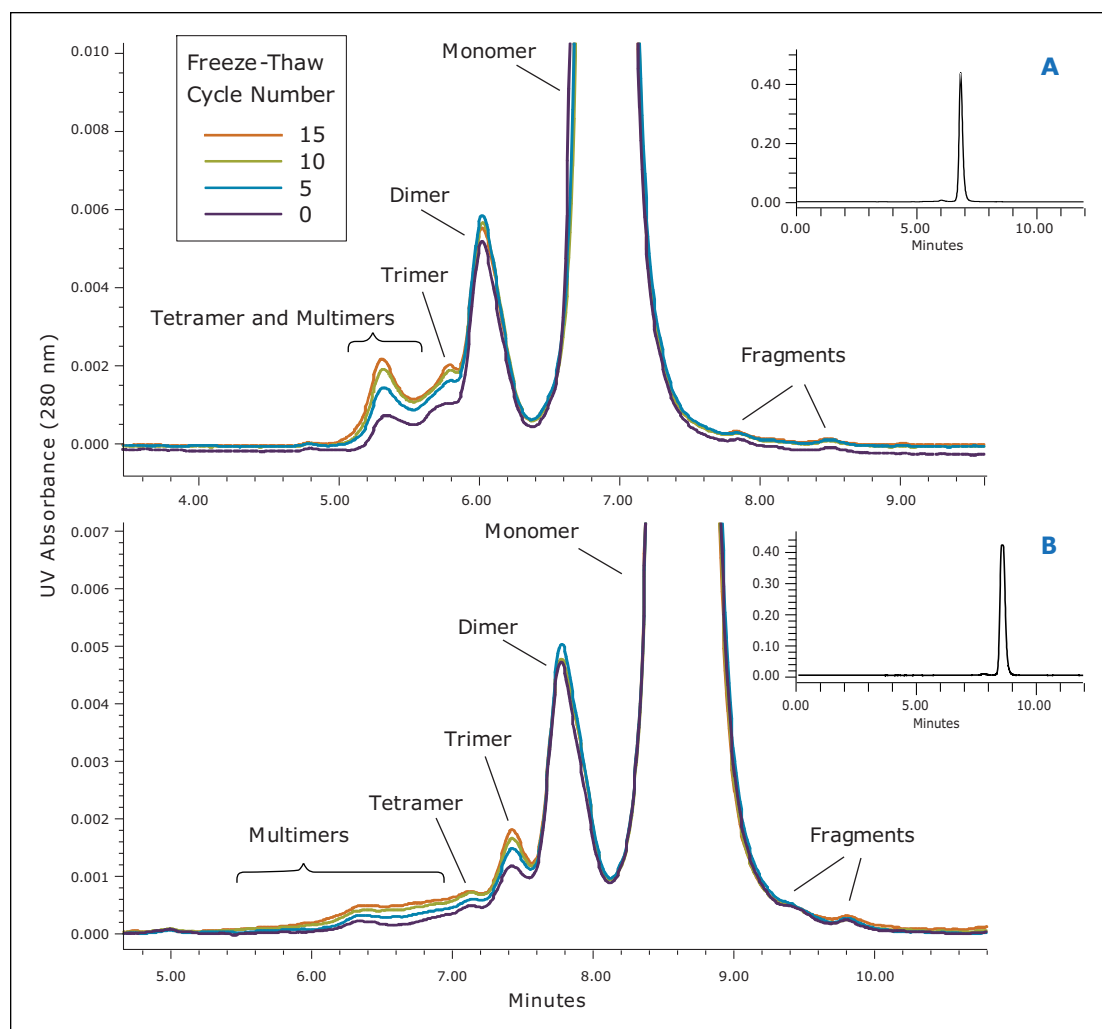 Freeze-Thaw
Cycle Number
15
10
5
0
A
Monomer
Dimer
Trimer
Tetramer and Multimers
Fragments
0.010
0.008
0.006
0.004
0.002
0.000
4.00 5.00 6.00 7.00 8.00 9.00
0.40
0.20
0.00
0.00 5.00 10.00
Minutes
UV Absorbance (280 nm)
B
Monomer
Dimer
Trimer
Tetramer
Multimers
Fragments
0.007
0.006
0.005
0.004
0.003
0.002
0.001
0.000
5.00 6.00 7.00 8.00 9.00 10.00
Minutes
0.40
0.30
0.20
0.10
0.00
0.00 5.00 10.00
Minutes